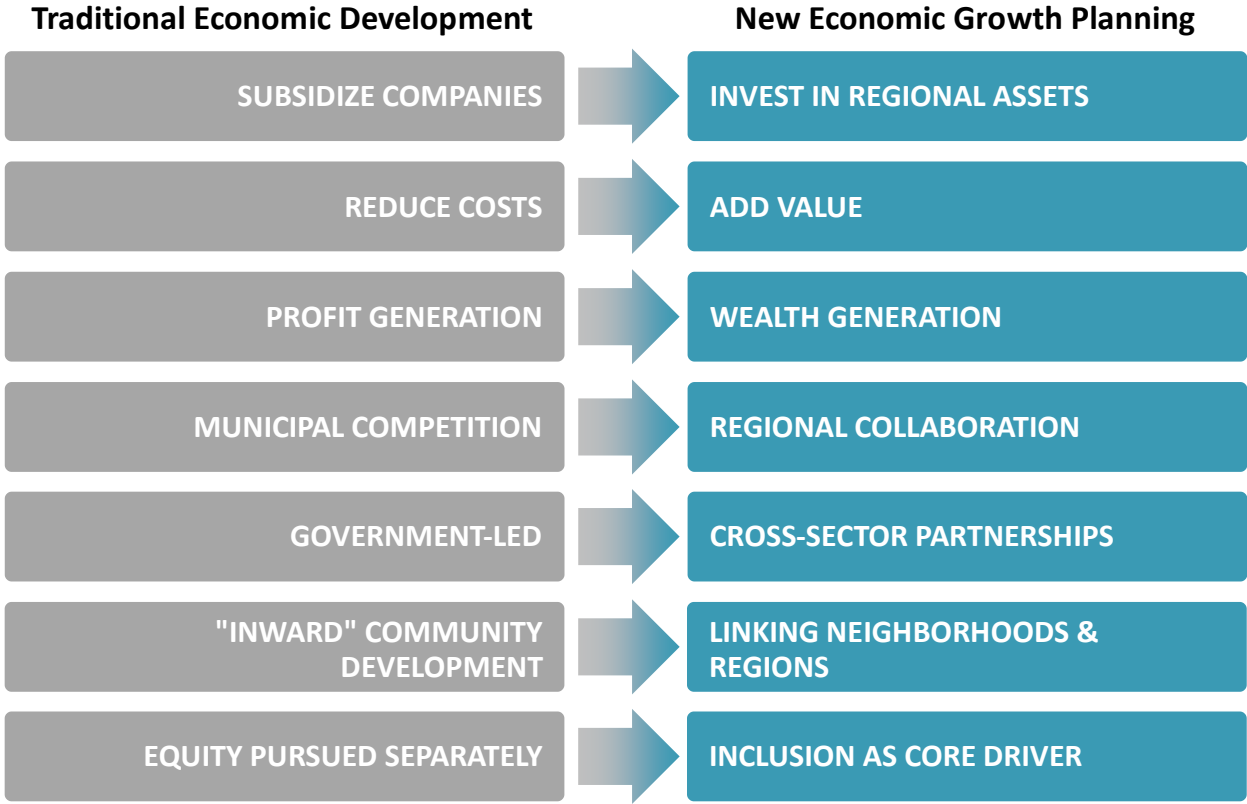 Traditional Economic Development
New Economic Growth Planning
SUBSIDIZE COMPANIES
INVEST IN REGIONAL ASSETS
REDUCE COSTS
ADD VALUE
PROFIT GENERATION
WEALTH GENERATION
MUNICIPAL COMPETITION
REGIONAL COLLABORATION
GOVERNMENT-LED
CROSS-SECTOR PARTNERSHIPS
"INWARD" COMMUNITY
DEVELOPMENT
LINKING NEIGHBORHOODS &
REGIONS
EQUITY PURSUED SEPARATELY
INCLUSION AS CORE DRIVER